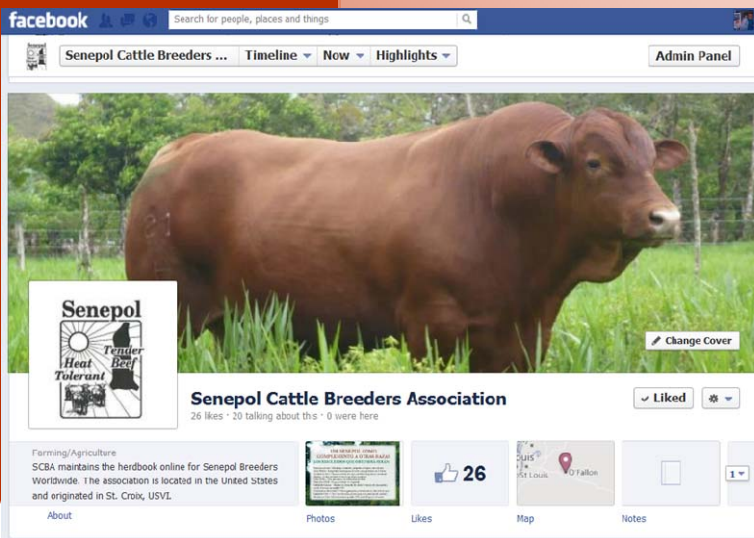 facebook
Search for people, places and things
Senepol Cattle Breeders ... Timeline Now Highlights
Admin Panel
Senepol
Heat
Tolerant
Tender
Beef
Change Cover
Senepol Cattle Breeders Association
26 likes · 20 talking about this · 0 were here
Liked
Farming/Agriculture
SCBA maintains the herdbook online for Senepol Breeders
Worldwide. The association is located in the United States
and originated in St. Croix, USVI.
About
26
St Louis
O'Fallon
1
Photos
Likes
Map
Notes